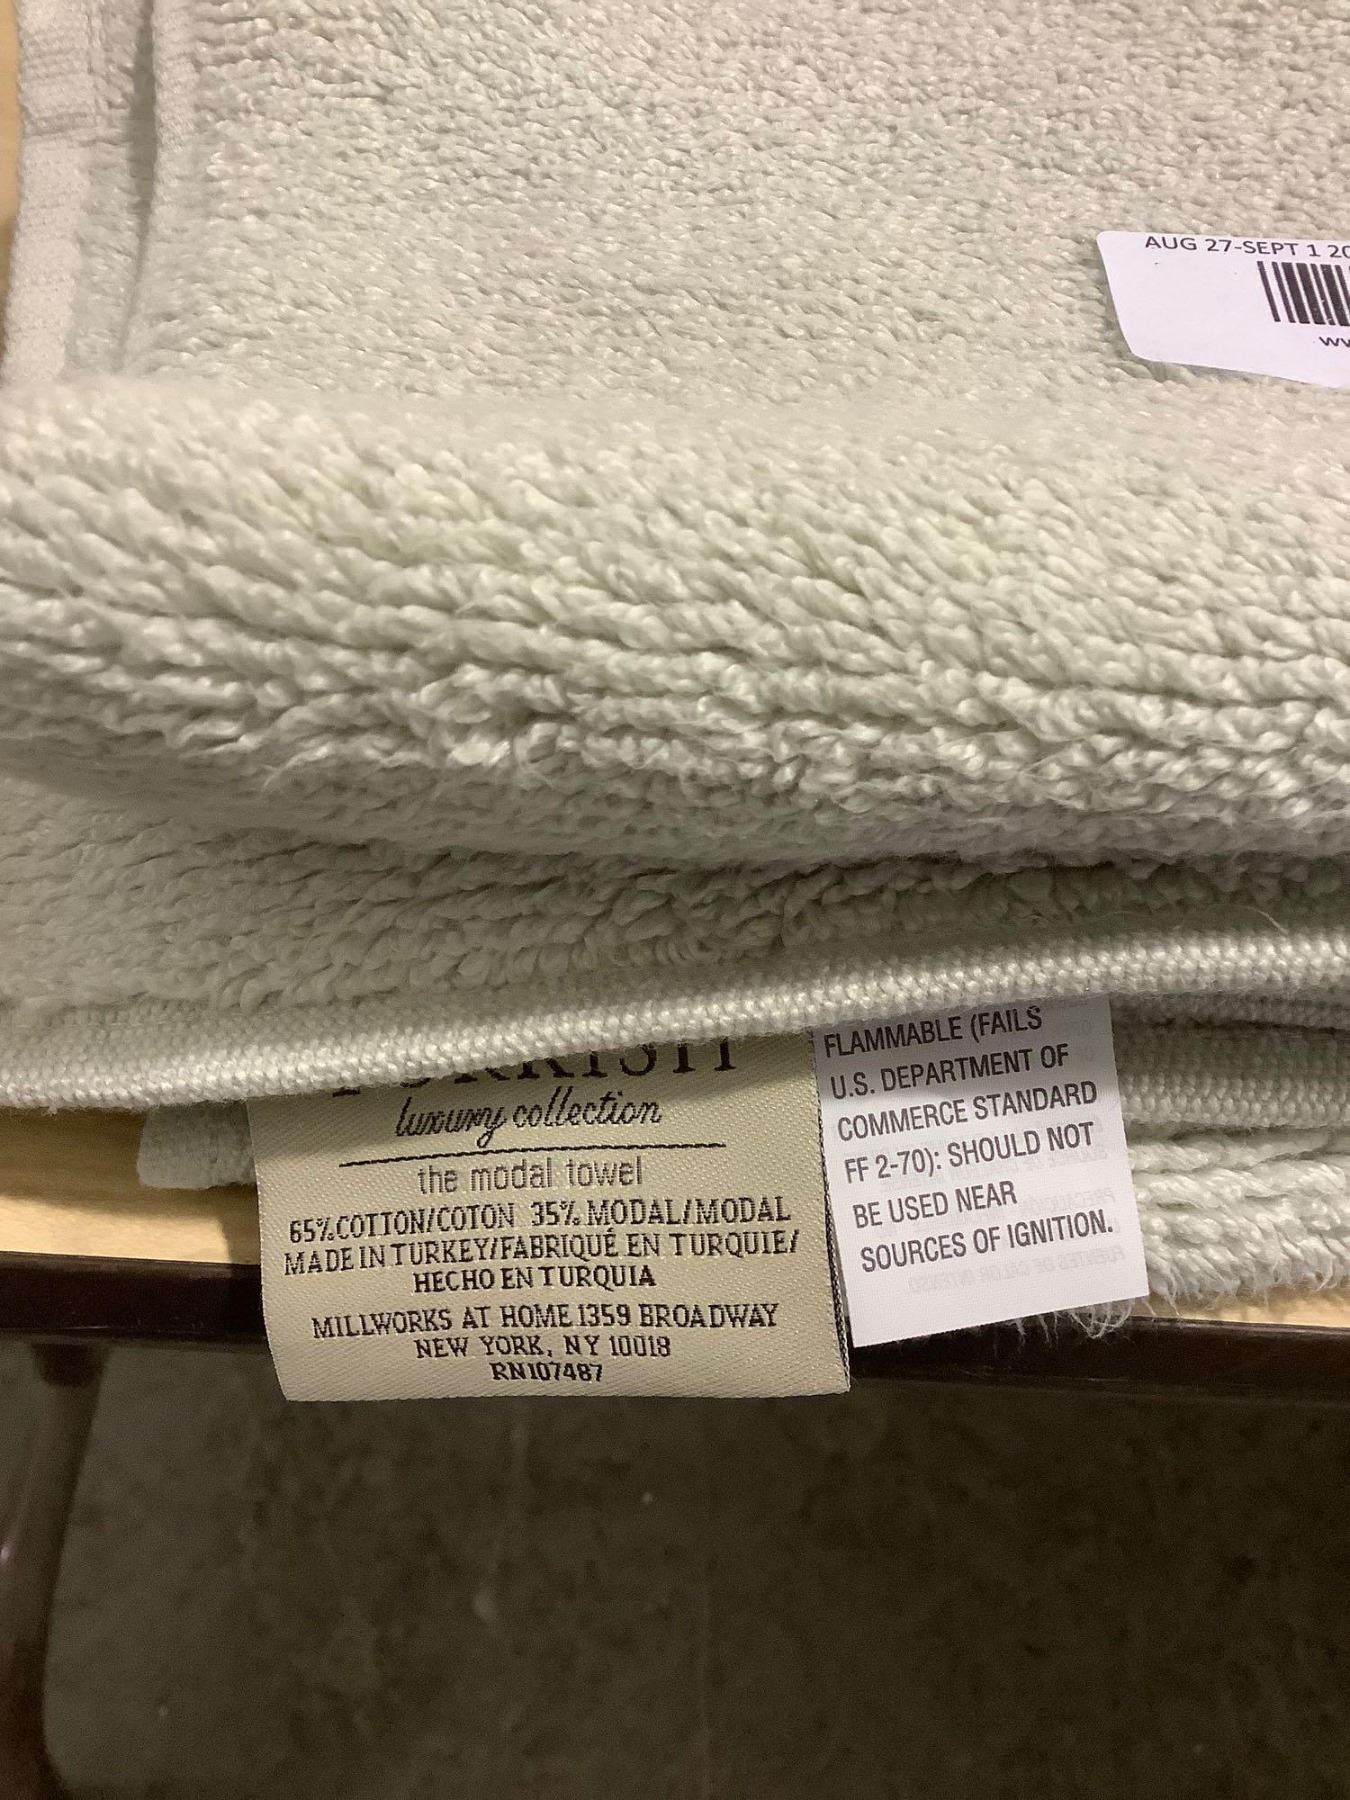 AUG 27-SEPT 1 20
TURKISH
luxury collection
the modal towel
65% COTTON/COTON 35% MODAL/MODAL
MADE IN TURKEY/FABRIQUÉ EN TURQUIE/
HECHO EN TURQUIA
MILLWORKS AT HOME 1359 BROADWAY
NEW YORK, NY 10018
RN107487
FLAMMABLE (FAILS
U.S. DEPARTMENT OF
COMMERCE STANDARD
FF 2-70): SHOULD NOT
BE USED NEAR
SOURCES OF IGNITION.